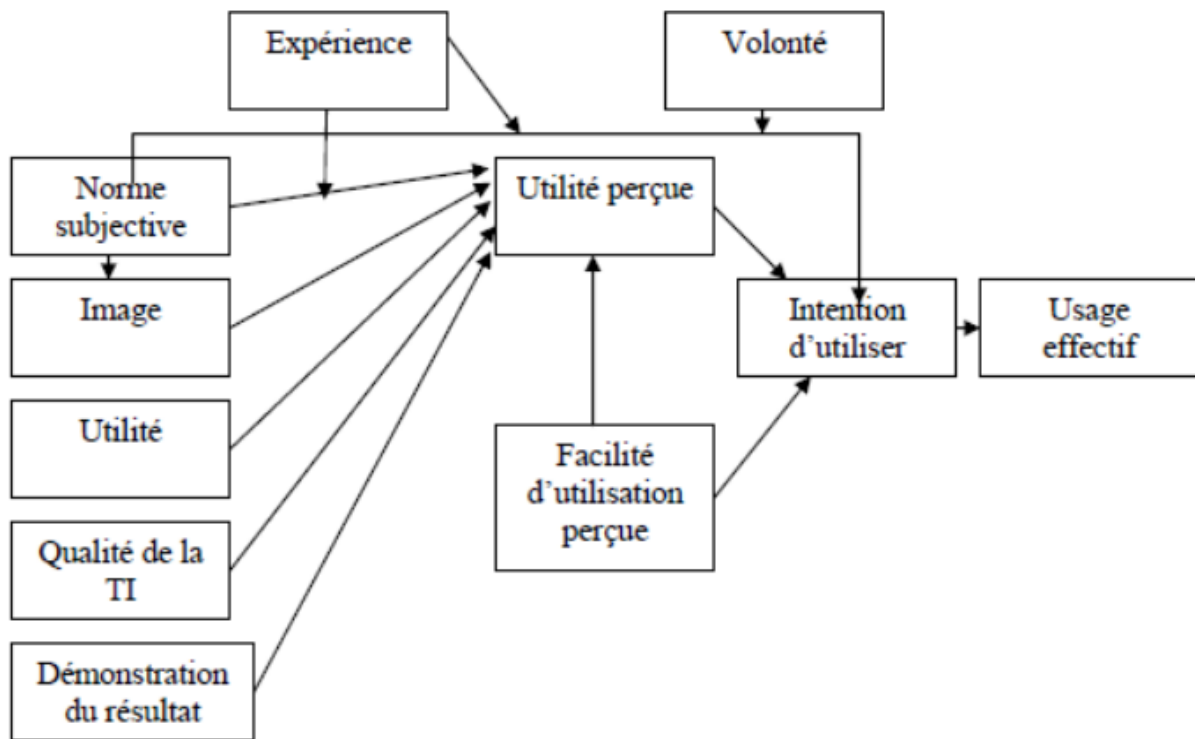 Expérience
Volonté
Norme
subjective
Utilité perçue
Image
Intention
d’utiliser
Usage
effectif
Utilité
Facilité
d’utilisation
perçue
Qualité de la
TI
Démonstration
du résultat